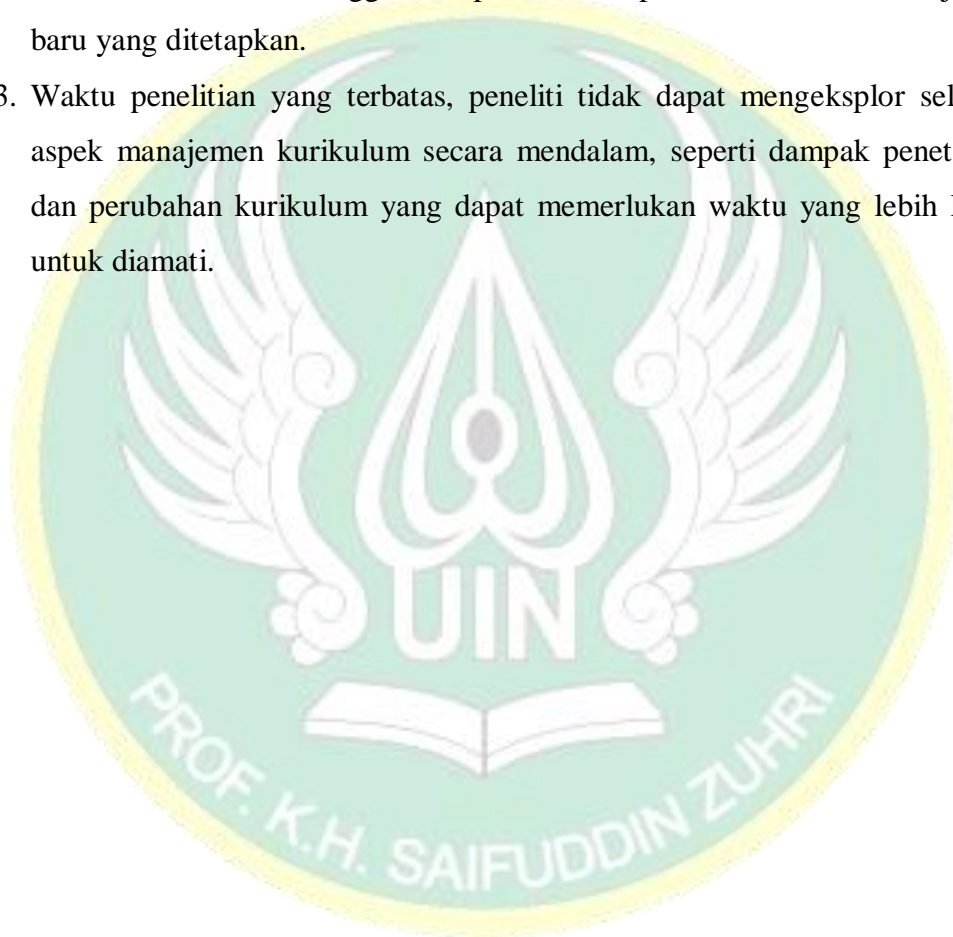 baru yang ditetapkan.
3. Waktu penelitian yang terbatas, peneliti tidak dapat mengeksplor
aspek manajemen kurikulum secara mendalam, seperti dampak
dan perubahan kurikulum yang dapat memerlukan waktu yang lebih
untuk diamati.
UIN
PROF. K.H. SAIFUDDIN ZUHRI